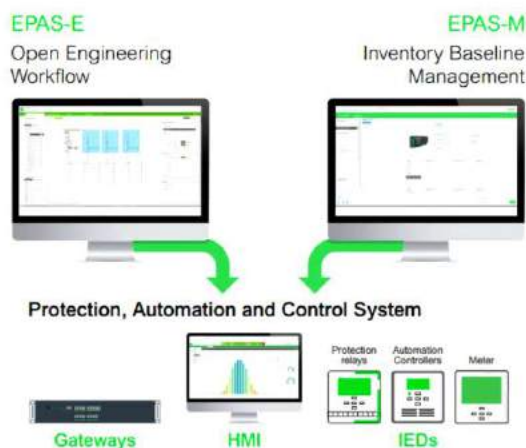 EPAS-E
Open Engineering
Workflow
EPAS-M
Inventory Baseline
Management
Protection, Automation and Control System
Protection
relays
Automation
Controllers
Meter
Gateways
HMI
IEDs